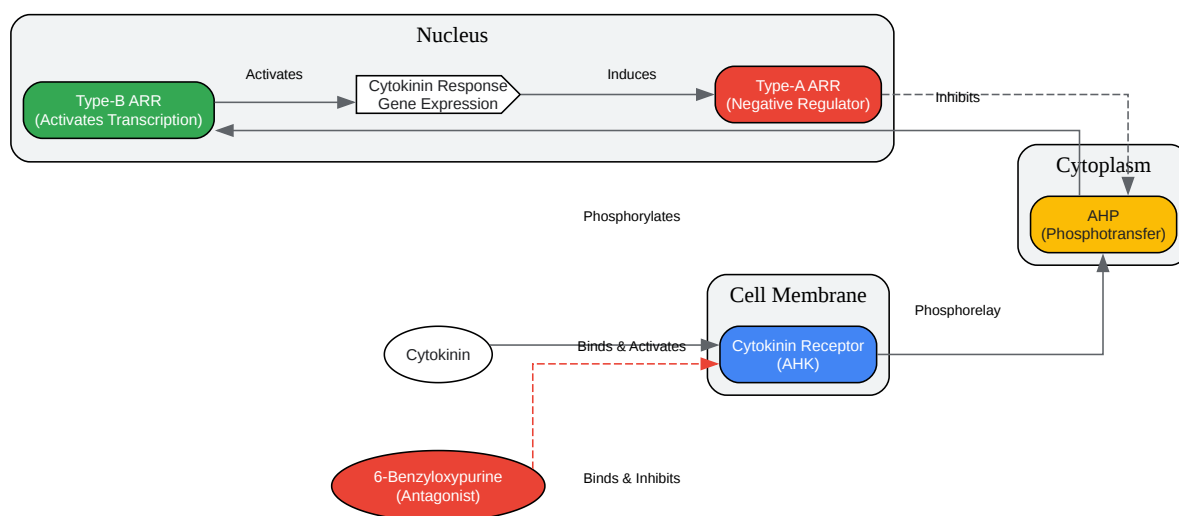 Nucleus
Activates
Induces
Type-B ARR
(Activates Transcription)
Cytokinin Response
Gene Expression
Type-A ARR
(Negative Regulator)
Inhibits
Cytoplasm
AHP
(Phosphotransfer)
Phosphorylates
Cell Membrane
Phosphorelay
Cytokinin
Binds & Activates
Cytokinin Receptor
(AHK)
6-Benzyloxypurine
(Antagonist)
Binds & Inhibits